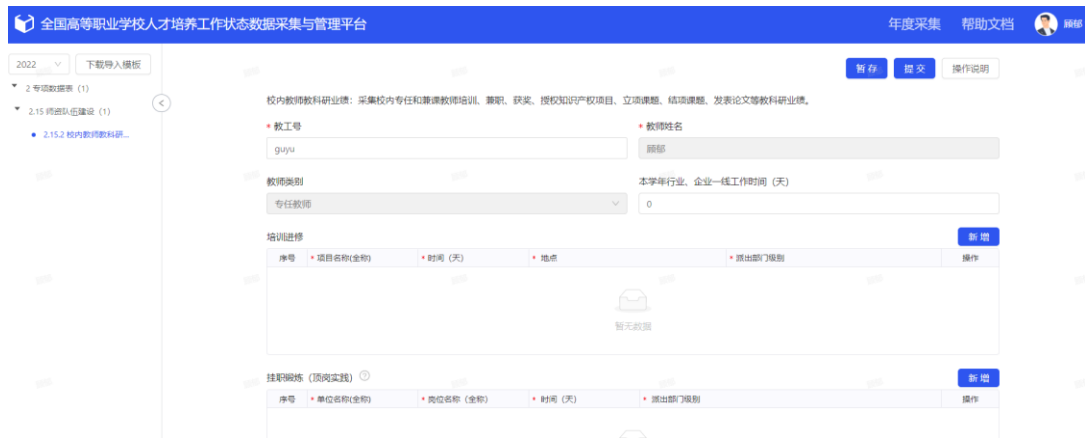 全国高等职业学校人才培养工作状态数据采集与管理平台
年度采集 帮助文档 顾郁
2022 下载导入模板
暂存 提交 操作说明
2 专项数据表 (1)
2.15 师资队伍建设 (1)
2.15.2 校内教师教科研...
校内教师教科研业绩：采集校内专任和兼课教师培训、兼职、获奖、授权知识产权项目、立项课题、结项课题、发表论文等教科研业绩。
* 教工号 * 教师姓名
guyu 顾郁
教师类别 本学年行业、企业一线工作时间（天）
专任教师 0
培训进修 新增
序号 * 项目名称(全称) * 时间（天） * 地点 * 派出部门级别 操作
暂无数据
挂职锻炼（顶岗实践） 新增
序号 * 单位名称(全称) * 岗位名称（全称） * 时间（天） * 派出部门级别 操作